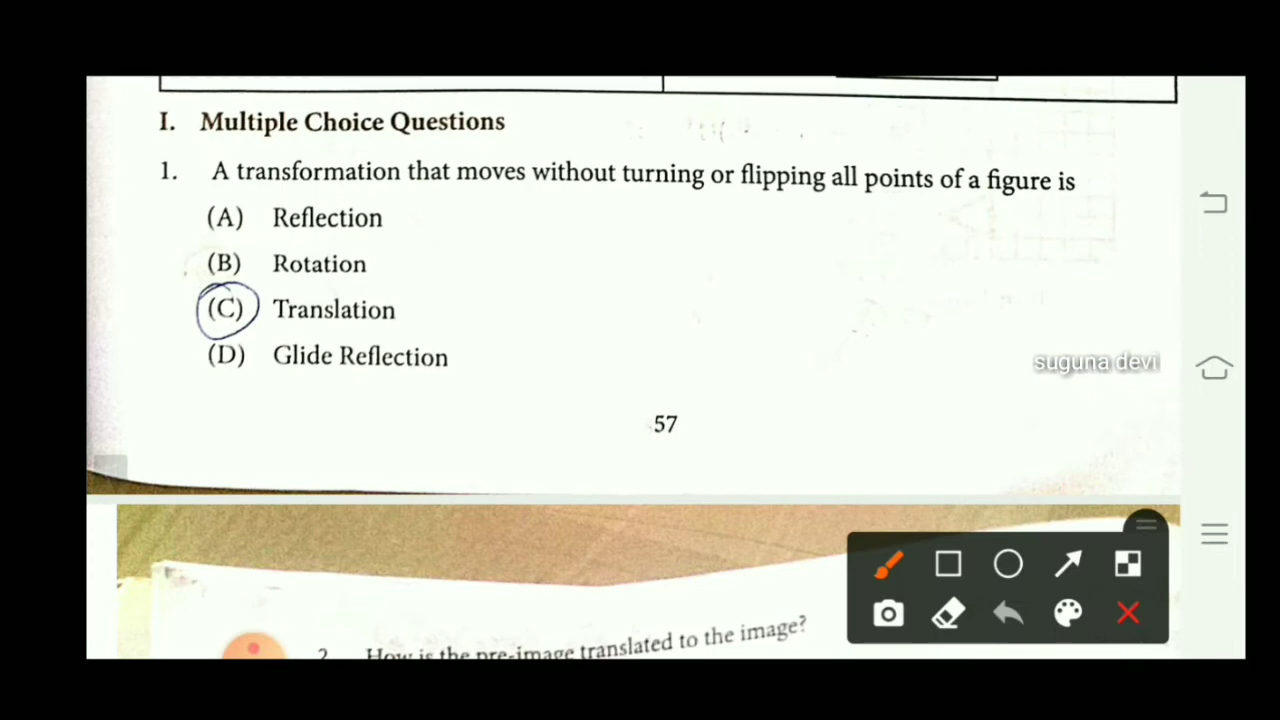 I. Multiple Choice Questions
1. A transformation that moves without turning or flipping all points of a figure is
(A) Reflection
(B) Rotation
(C) Translation
(D) Glide Reflection
suguna devi
57
2. How is the pre-image translated to the image?